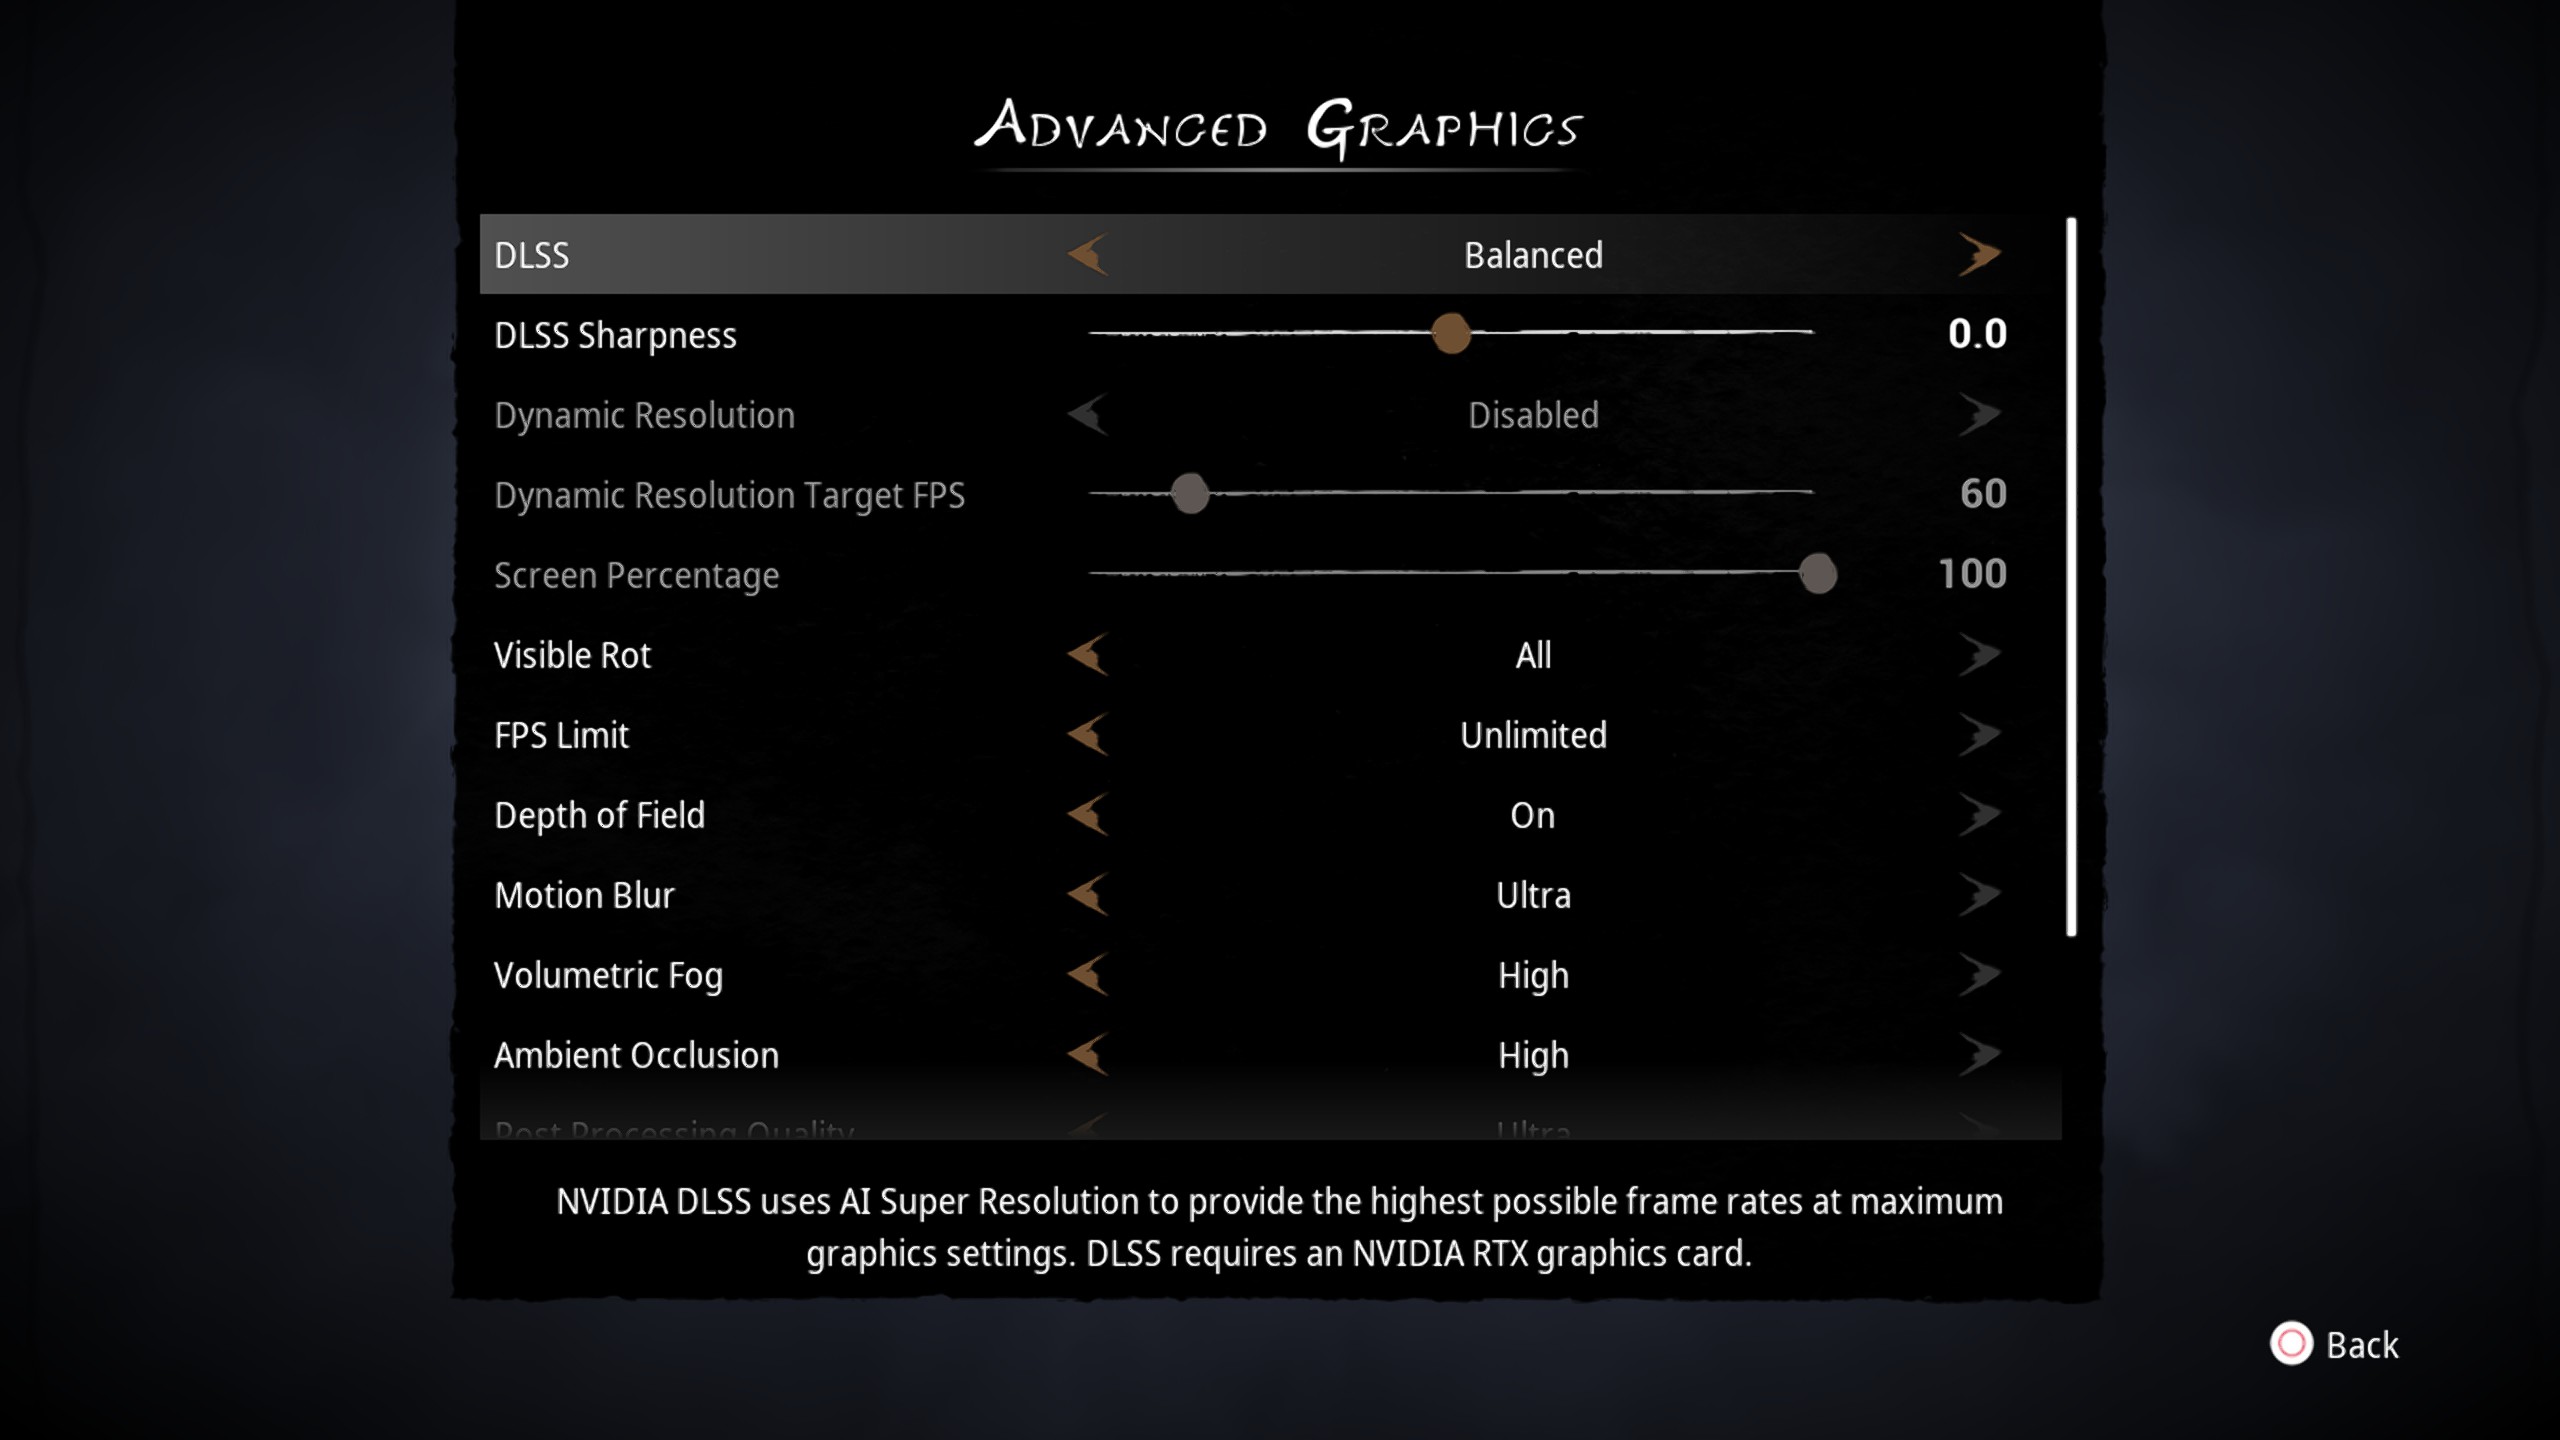 Advanced Graphics
DLSS Balanced
DLSS Sharpness 0.0
Dynamic Resolution Disabled
Dynamic Resolution Target FPS 60
Screen Percentage 100
Visible Rot All
FPS Limit Unlimited
Depth of Field On
Motion Blur Ultra
Volumetric Fog High
Ambient Occlusion High
Post Processing Quality Ultra
NVIDIA DLSS uses AI Super Resolution to provide the highest possible frame rates at maximum
graphics settings. DLSS requires an NVIDIA RTX graphics card.
Back